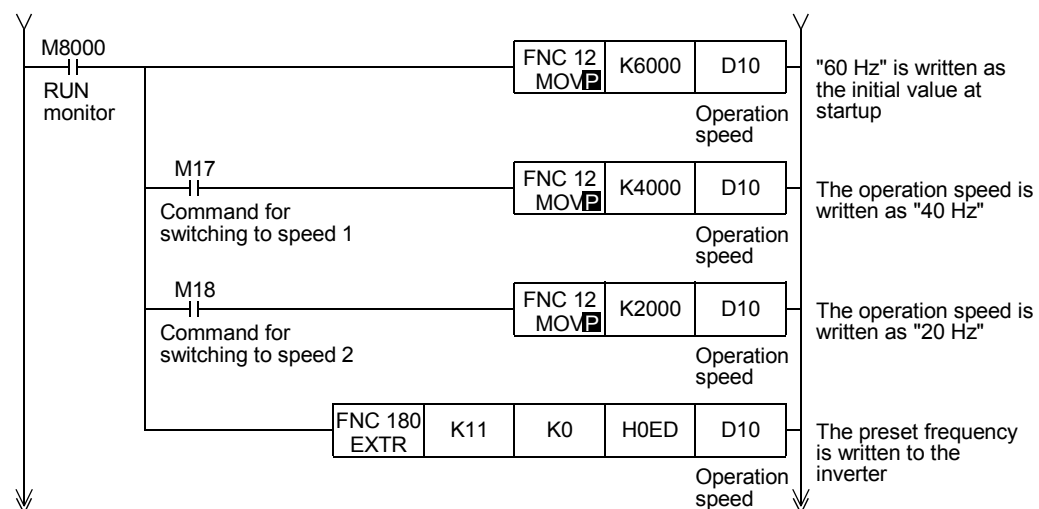 M8000
RUN
monitor
FNC 12
MOVP
K6000
D10
Operation
speed
"60 Hz" is written as
the initial value at
startup
M17
Command for
switching to speed 1
FNC 12
MOVP
K4000
D10
Operation
speed
The operation speed is
written as "40 Hz"
M18
Command for
switching to speed 2
FNC 12
MOVP
K2000
D10
Operation
speed
The operation speed is
written as "20 Hz"
FNC 180
EXTR
K11
K0
H0ED
D10
Operation
speed
The preset frequency
is written to the
inverter